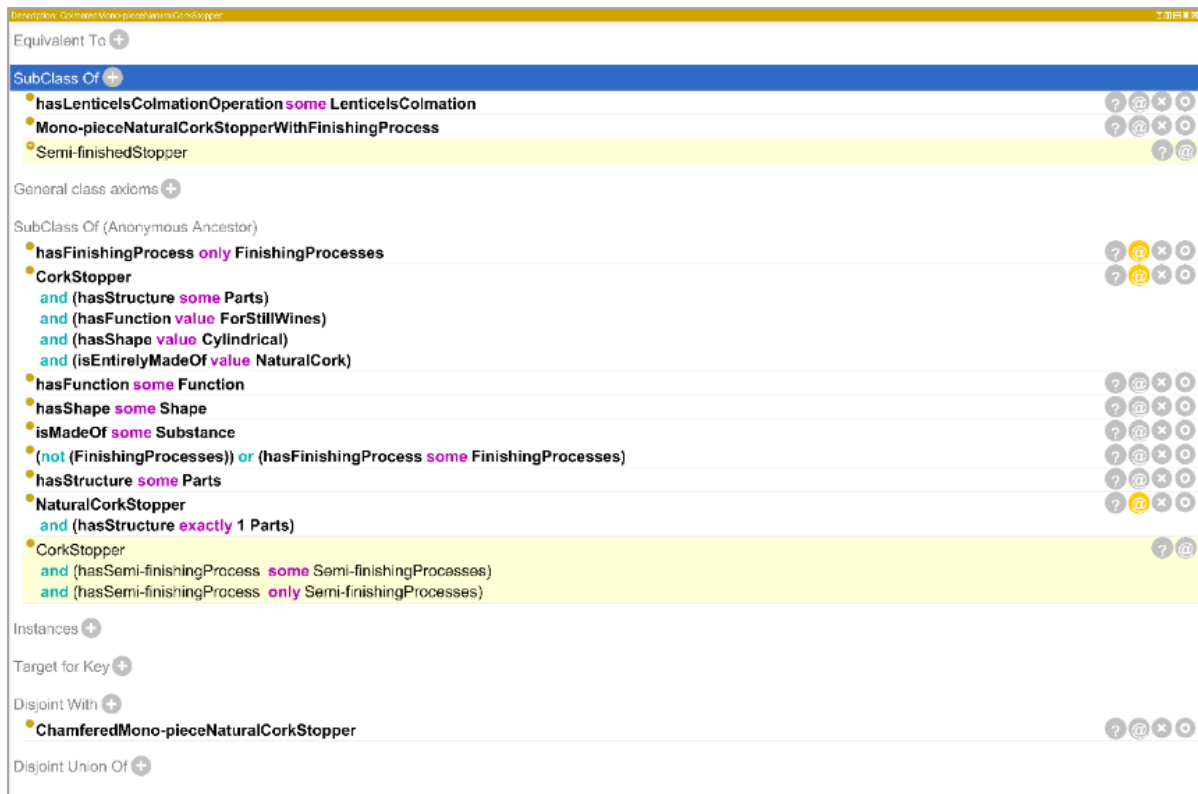 Description: ColmatedMono-pieceNaturalCorkStopper
Equivalent To
SubClass Of
hasLenticelsColmationOperation some LenticelsColmation
Mono-pieceNaturalCorkStopperWithFinishingProcess
Semi-finishedStopper
General class axioms
SubClass Of (Anonymous Ancestor)
hasFinishingProcess only FinishingProcesses
CorkStopper
and (hasStructure some Parts)
and (hasFunction value ForStillWines)
and (hasShape value Cylindrical)
and (isEntirelyMadeOf value NaturalCork)
hasFunction some Function
hasShape some Shape
isMadeOf some Substance
(not (FinishingProcesses)) or (hasFinishingProcess some FinishingProcesses)
hasStructure some Parts
NaturalCorkStopper
and (hasStructure exactly 1 Parts)
CorkStopper
and (hasSemi-finishingProcess some Semi-finishingProcesses)
and (hasSemi-finishingProcess only Semi-finishingProcesses)
Instances
Target for Key
Disjoint With
ChamferedMono-pieceNaturalCorkStopper
Disjoint Union Of